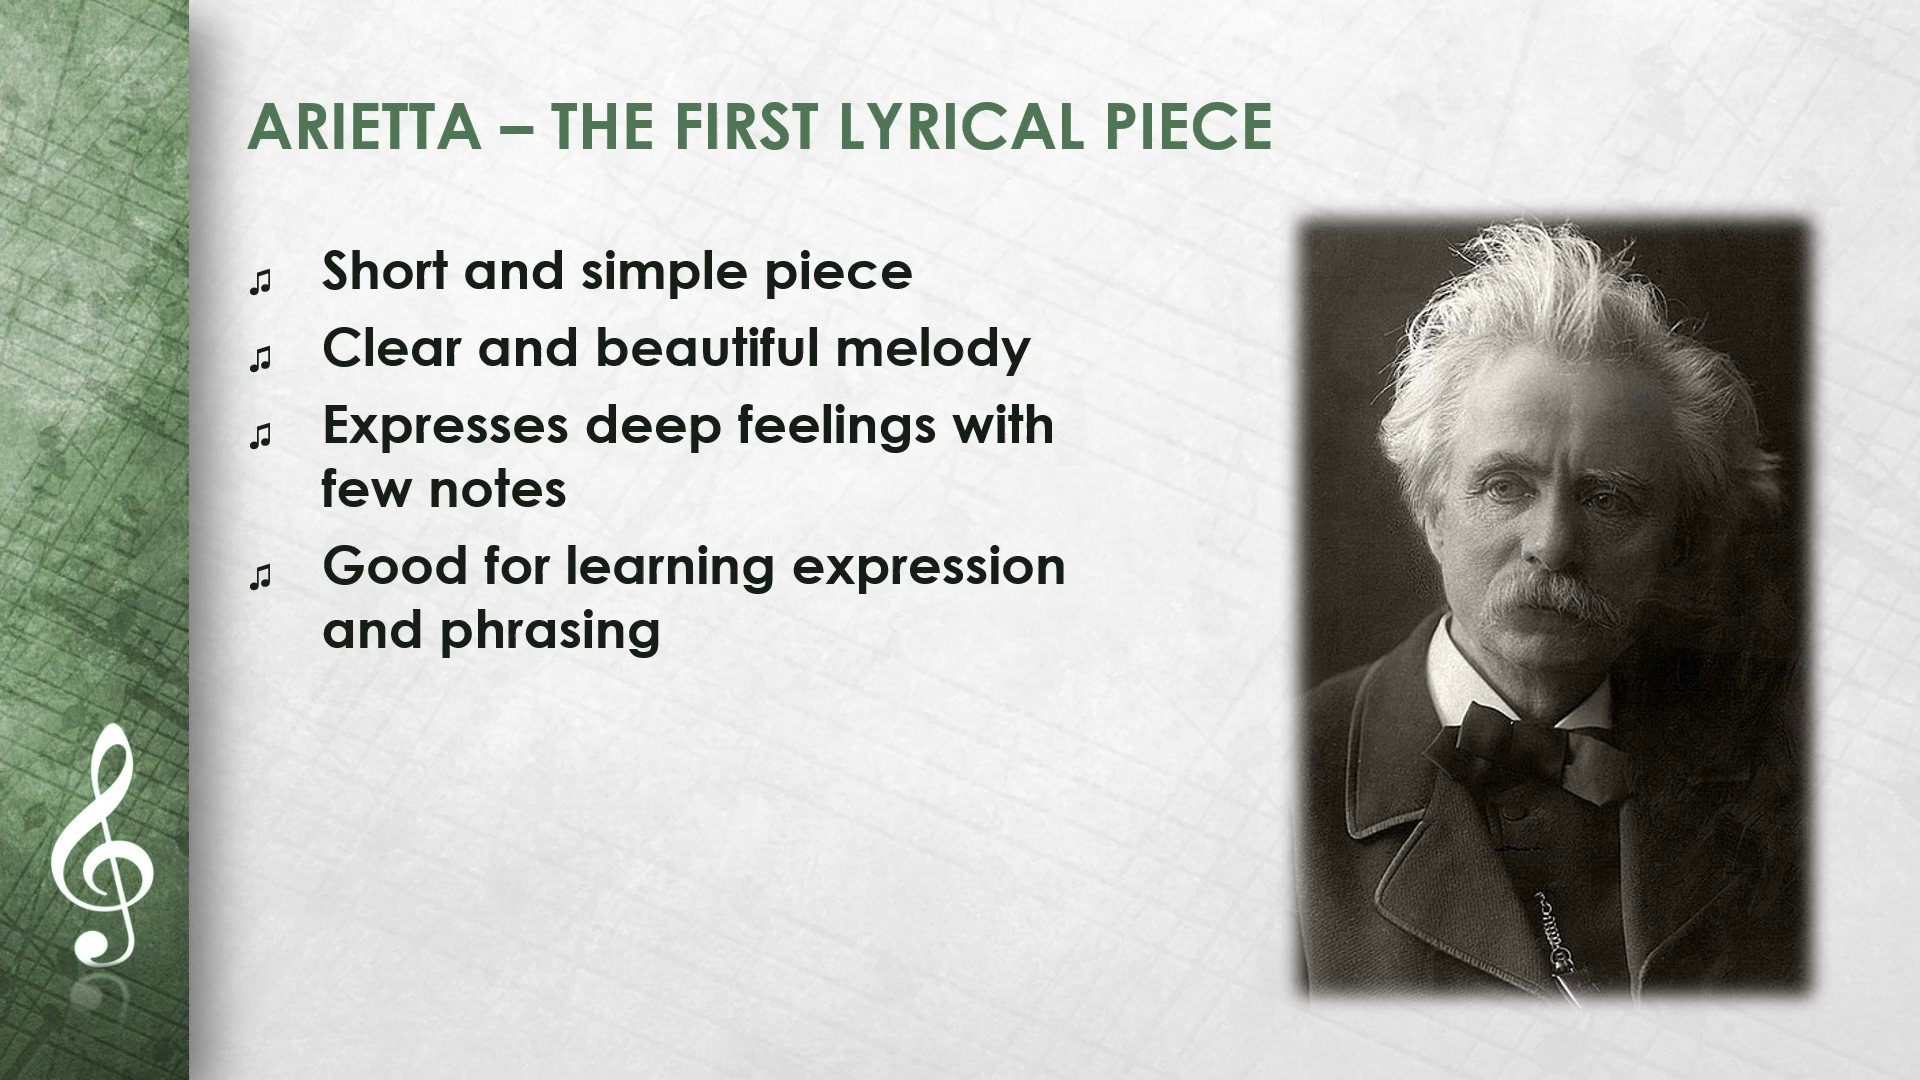 ARIETTA – THE FIRST LYRICAL PIECE
♫ Short and simple piece
♫ Clear and beautiful melody
♫ Expresses deep feelings with
few notes
♫ Good for learning expression
and phrasing